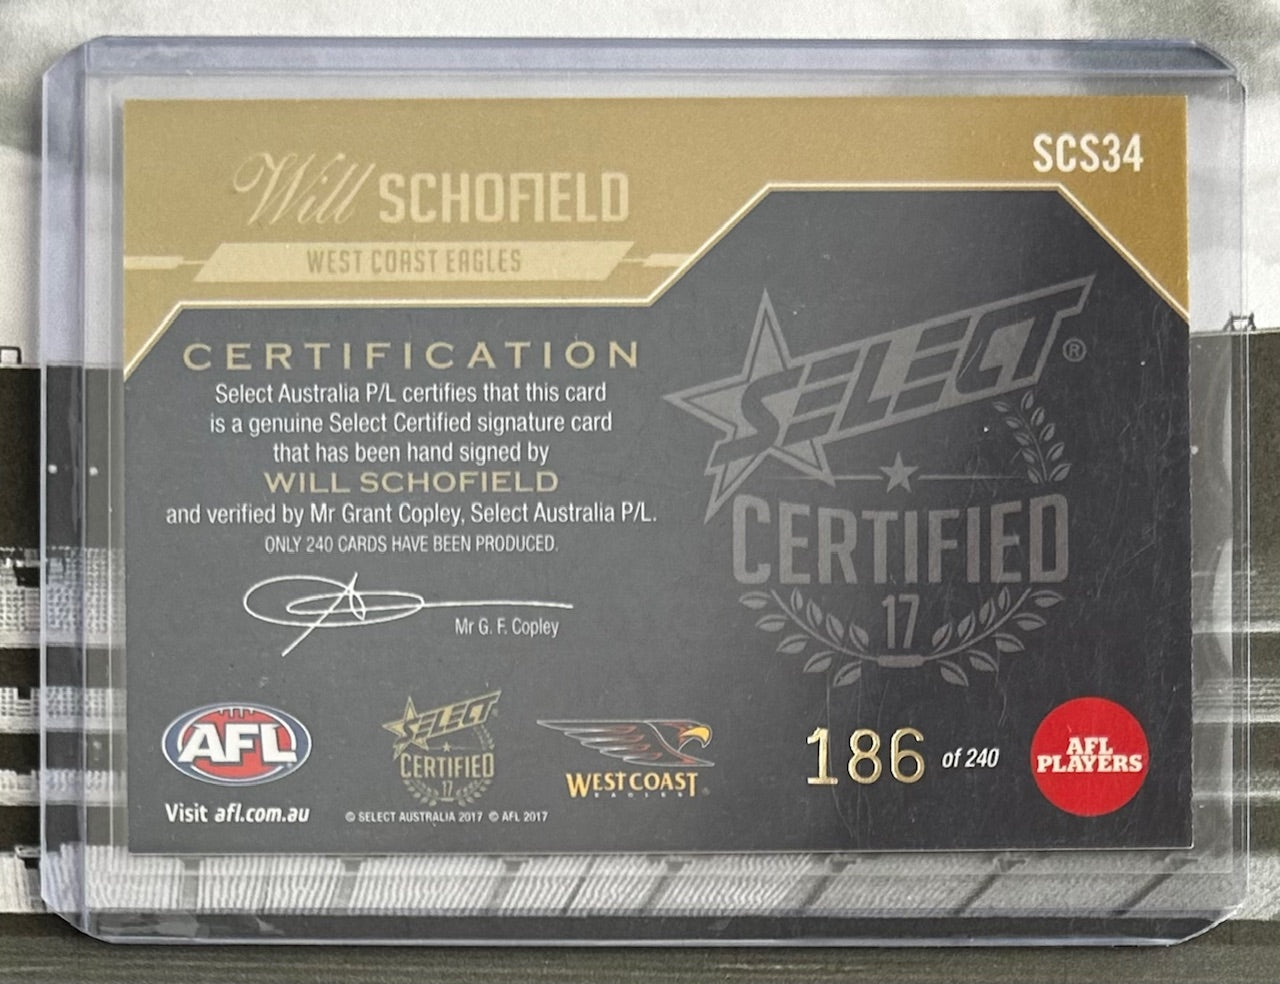 SCS34
Will SCHOFIELD
WEST COAST EAGLES
CERTIFICATION
Select Australia P/L certifies that this card
is a genuine Select Certified signature card
that has been hand signed by
WILL SCHOFIELD
and verified by Mr Grant Copley, Select Australia P/L.
ONLY 240 CARDS HAVE BEEN PRODUCED.
Mr G. F. Copley
SELECT®
CERTIFIED
17
AFL
Visit afl.com.au
SELECT
CERTIFIED
17
© SELECT AUSTRALIA 2017 © AFL 2017
WEST COAST
EAGLES
186 of 240
AFL
PLAYERS